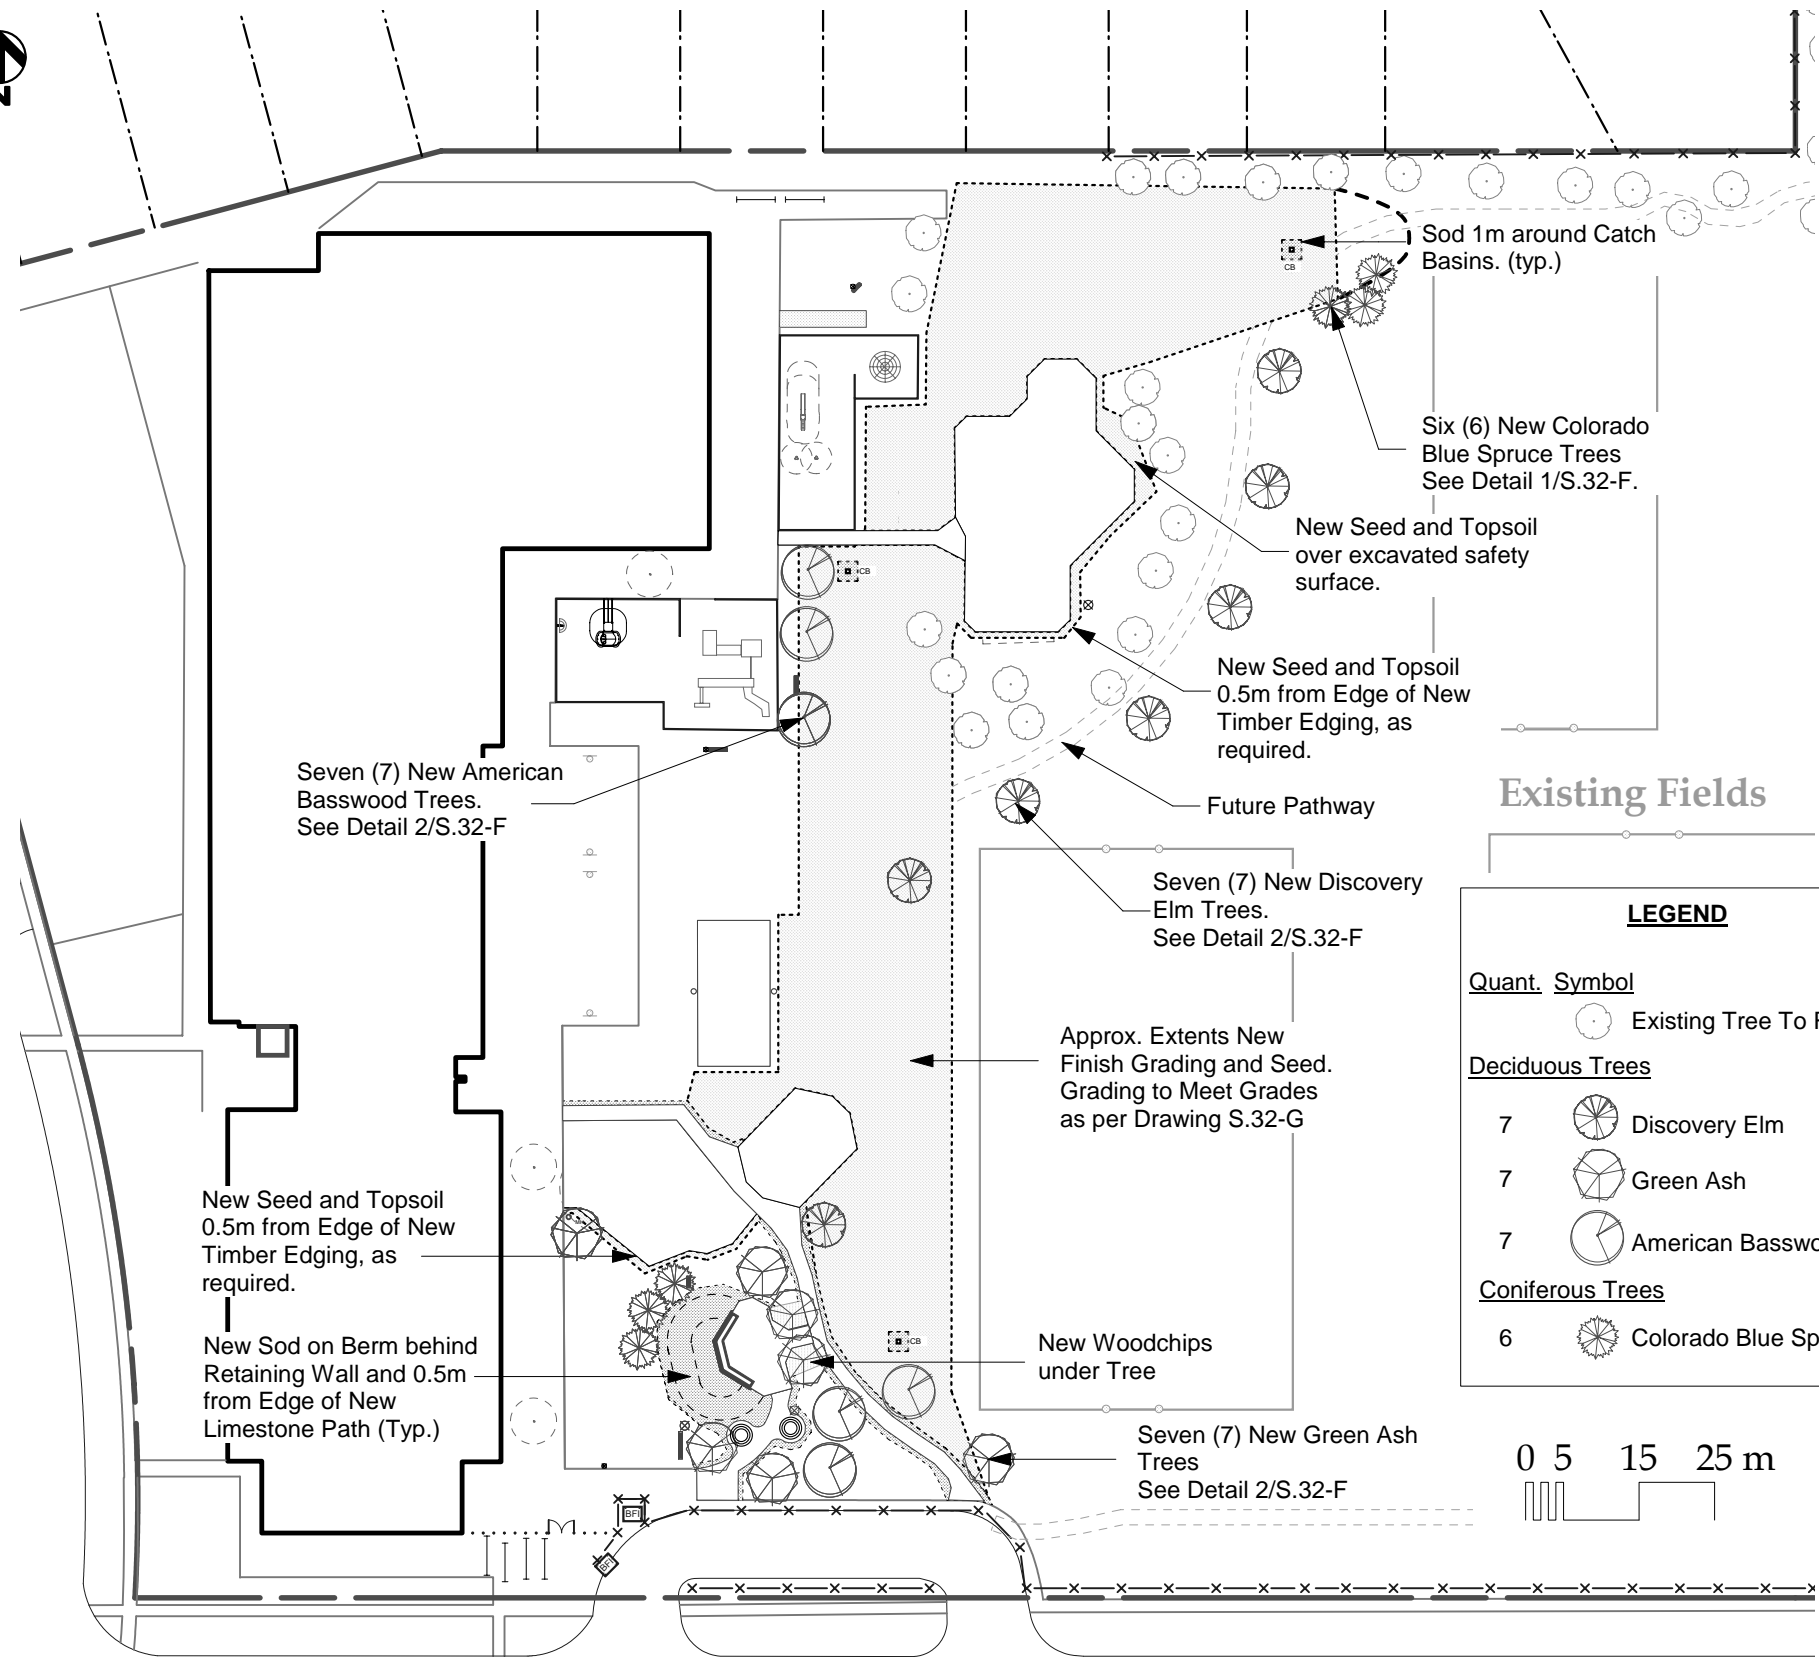 N
Sod 1m around Catch
Basins. (typ.)
CB
Six (6) New Colorado
Blue Spruce Trees
See Detail 1/S.32-F.
New Seed and Topsoil
over excavated safety
surface.
CB
New Seed and Topsoil
0.5m from Edge of New
Timber Edging, as
required.
Seven (7) New American
Basswood Trees.
See Detail 2/S.32-F
Future Pathway
Existing Fields
Seven (7) New Discovery
Elm Trees.
See Detail 2/S.32-F
Approx. Extents New
Finish Grading and Seed.
Grading to Meet Grades
as per Drawing S.32-G
LEGEND
Quant. Symbol
Existing Tree To
Deciduous Trees
7 Discovery Elm
7 Green Ash
7 American
Coniferous Trees
6 Colorado Blue
New Seed and Topsoil
0.5m from Edge of New
Timber Edging, as
required.
New Sod on Berm behind
Retaining Wall and 0.5m
from Edge of New
Limestone Path (Typ.)
CB
New Woodchips
under Tree
Seven (7) New Green Ash
Trees
See Detail 2/S.32-F
0 5 15 25 m
BFI
BFI